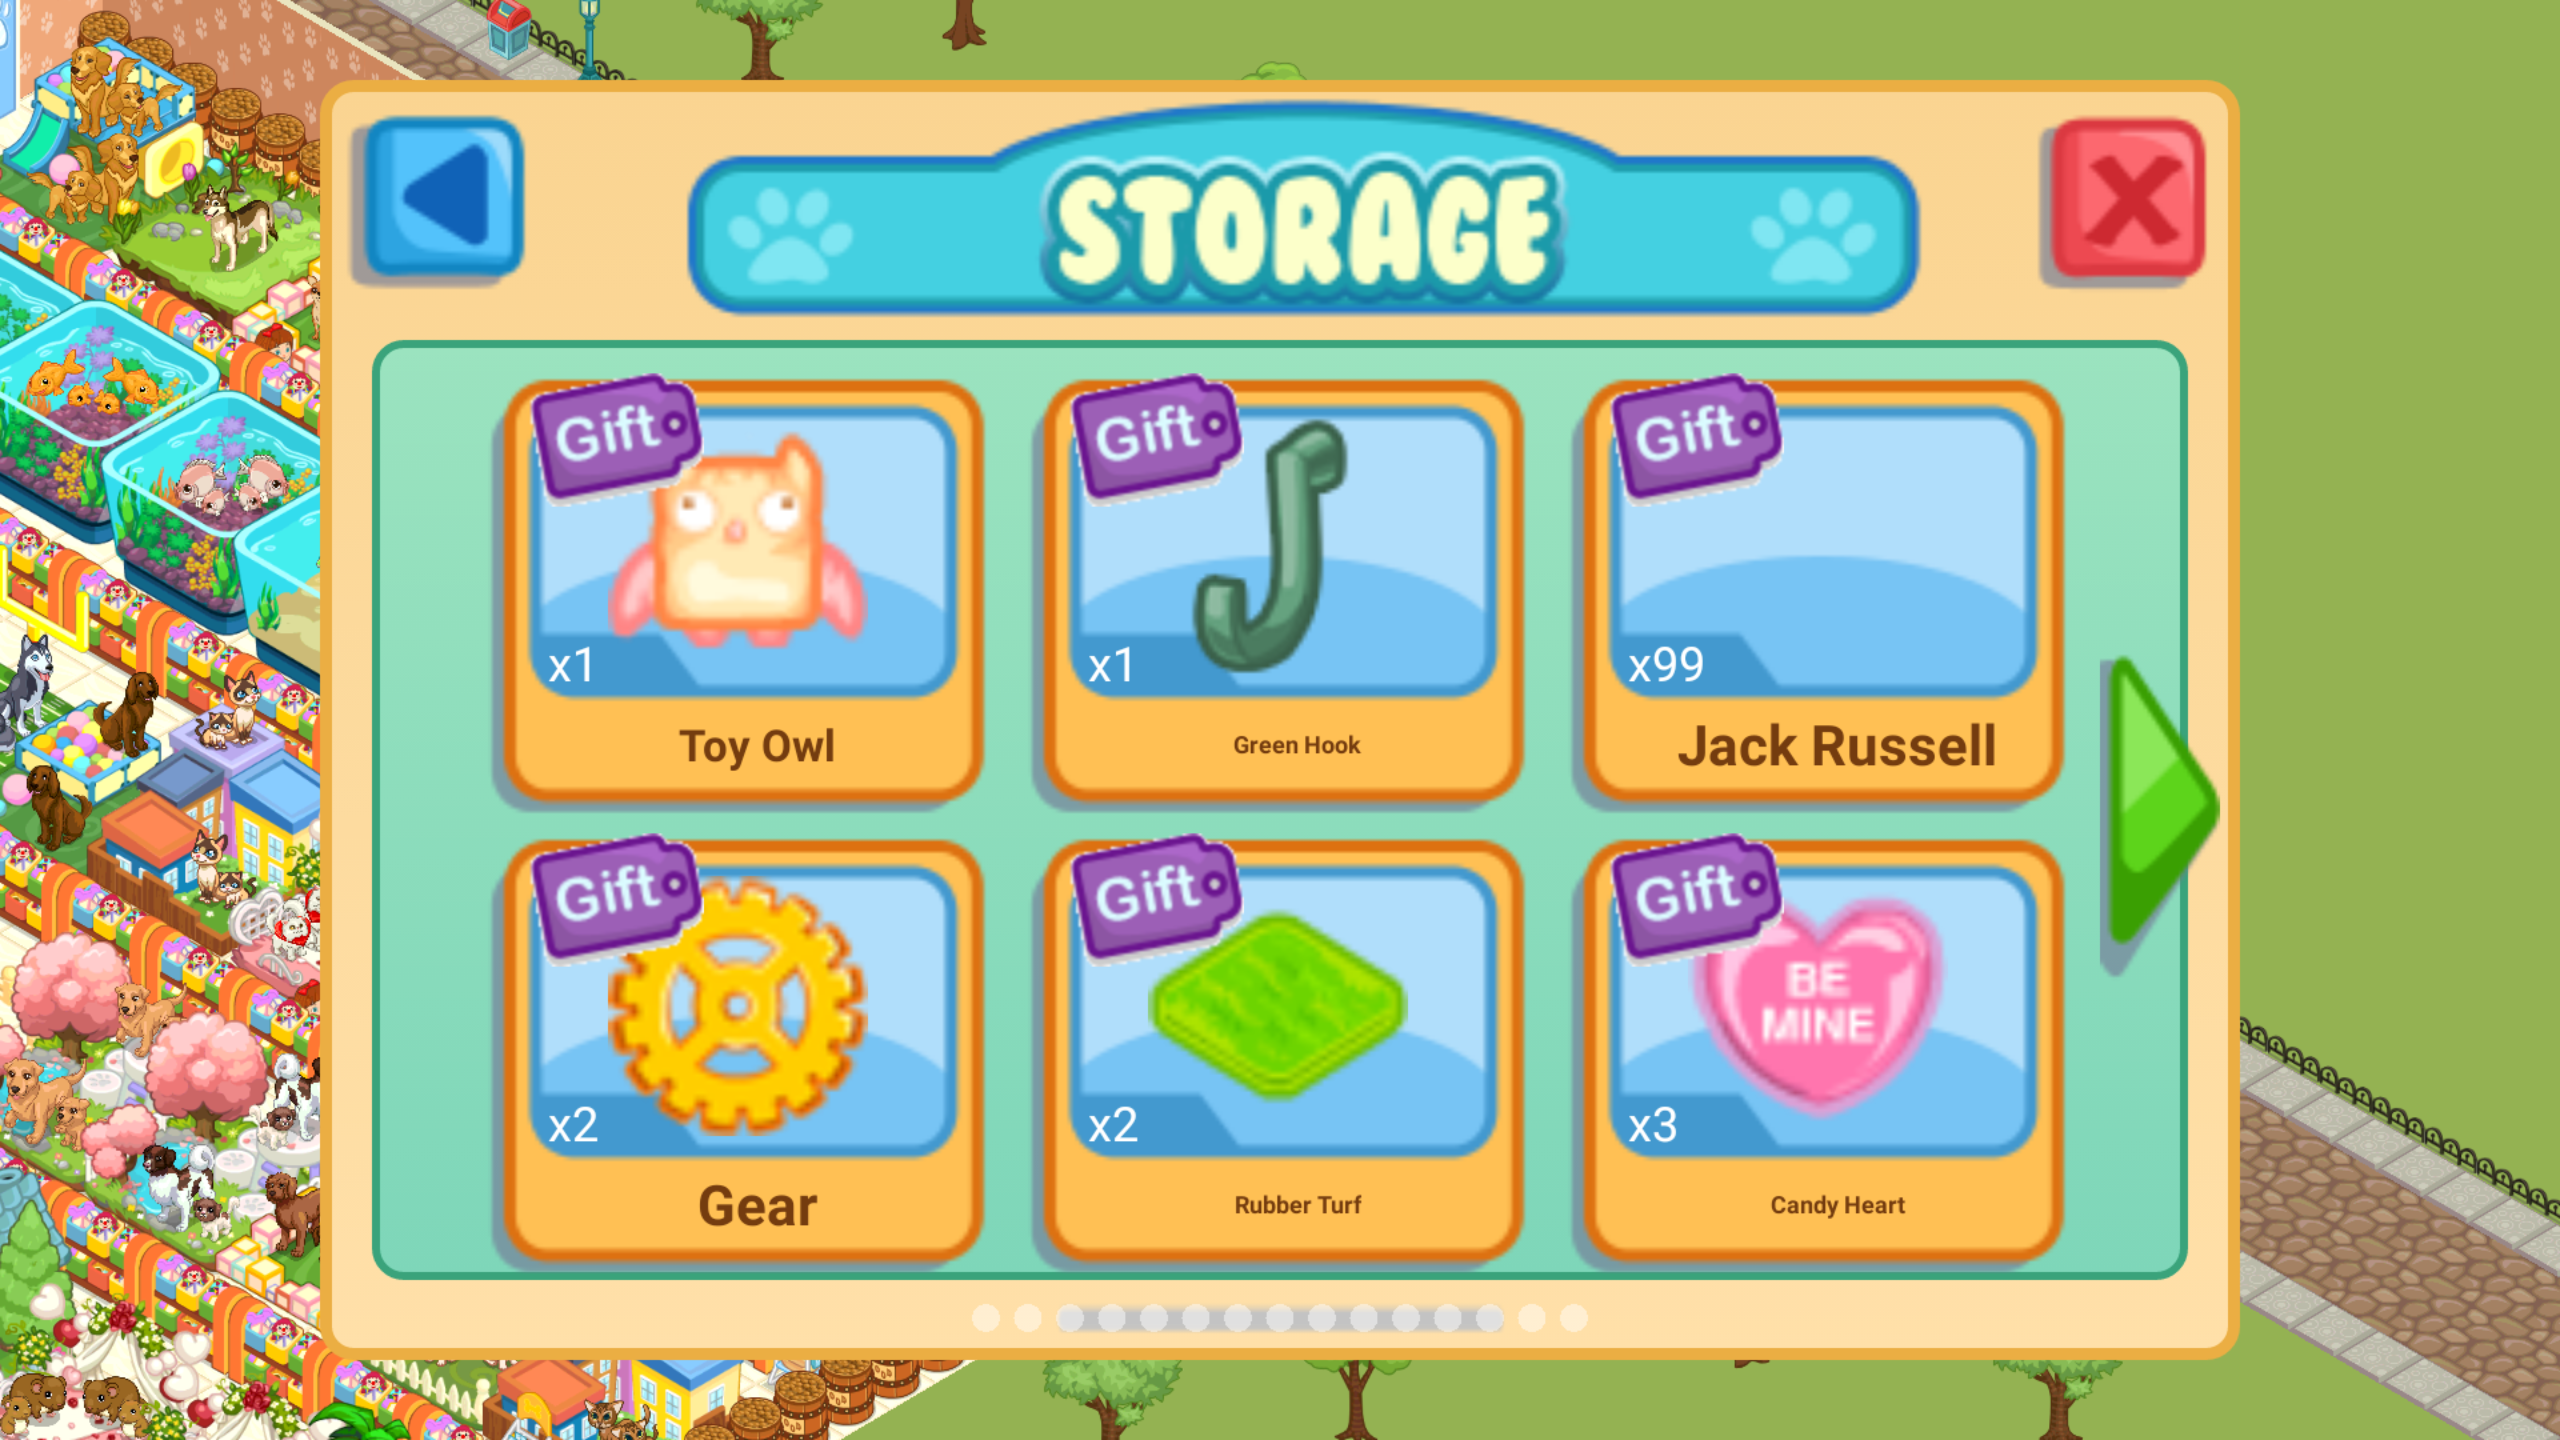 STORAGE
Gift
x1
Toy Owl
Gift
x1
Green Hook
Gift
x99
Jack Russell
Gift
x2
Gear
Gift
x2
Rubber Turf
Gift
BE
MINE
x3
Candy Heart